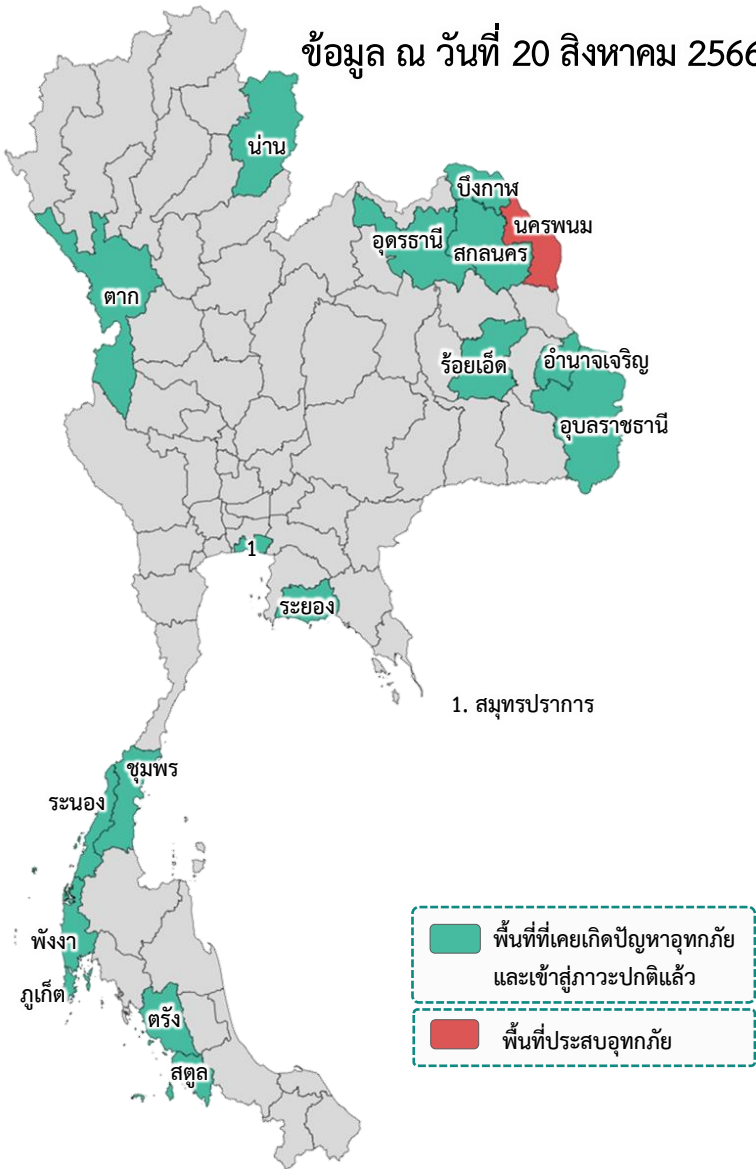 ข้อมูล ณ วันที่ 20 สิงหาคม 2566
น่าน
บึงกาฬ
นครพนม
อุดรธานี
สกลนคร
ตาก
ร้อยเอ็ด
อำนาจเจริญ
อุบลราชธานี
1
ระยอง
1. สมุทรปราการ
ชุมพร
ระนอง
พังงา
ภูเก็ต
ตรัง
สตูล
พื้นที่ที่เคยเกิดปัญหาอุทกภัย
และเข้าสู่ภาวะปกติแล้ว
พื้นที่ประสบอุทกภัย